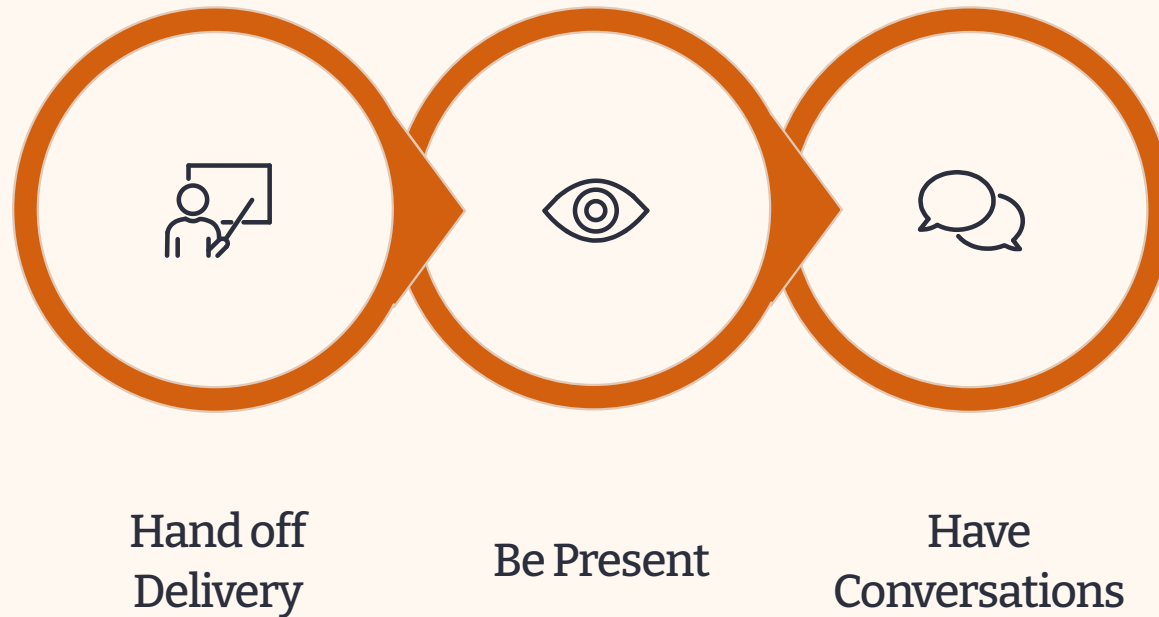 Hand off
Delivery
Be Present
Have
Conversations